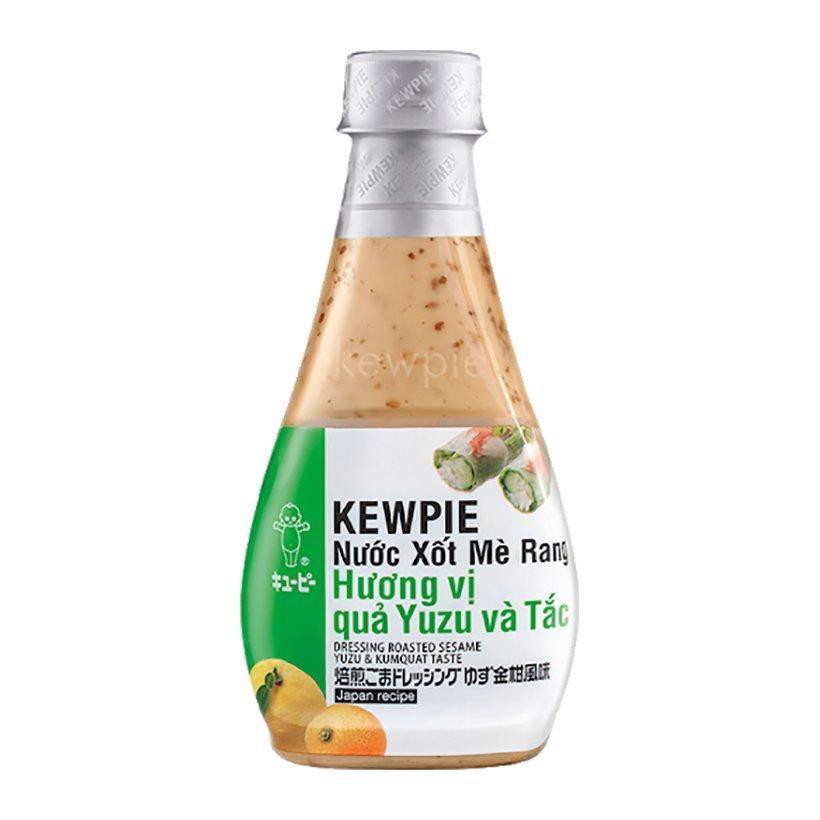 KEWPIE
KEWPIE
kewpie
KEWPIE
Nước Xốt Mè Rang
Hương vị
quả Yuzu và Tắc
DRESSING ROASTED SESAME
YUZU & KUMQUAT TASTE
焙煎ごまドレッシング ゆず金柑風味
Japan recipe
®
キューピー